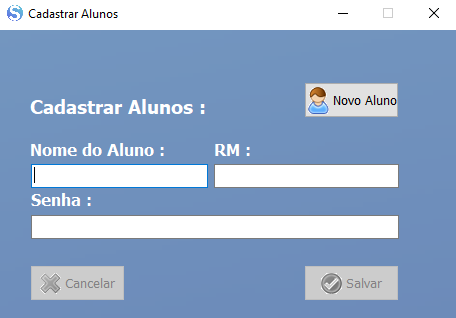 Cadastrar Alunos
Cadastrar Alunos :
Novo Aluno
Nome do Aluno :
RM :
Senha :
Cancelar
Salvar